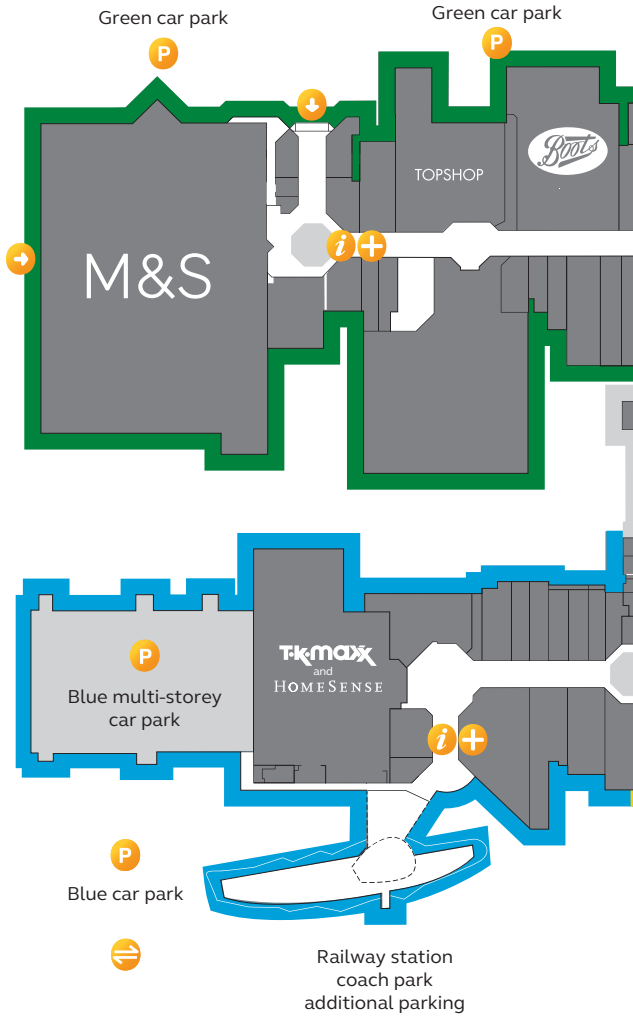 Green car park
Green car park
P
P
TOPSHOP
Boots
i
M&S
P
T·K·maxx
and
HOMESENSE
Blue multi-storey
car park
i
P
Blue car park
Railway station
coach park
additional parking